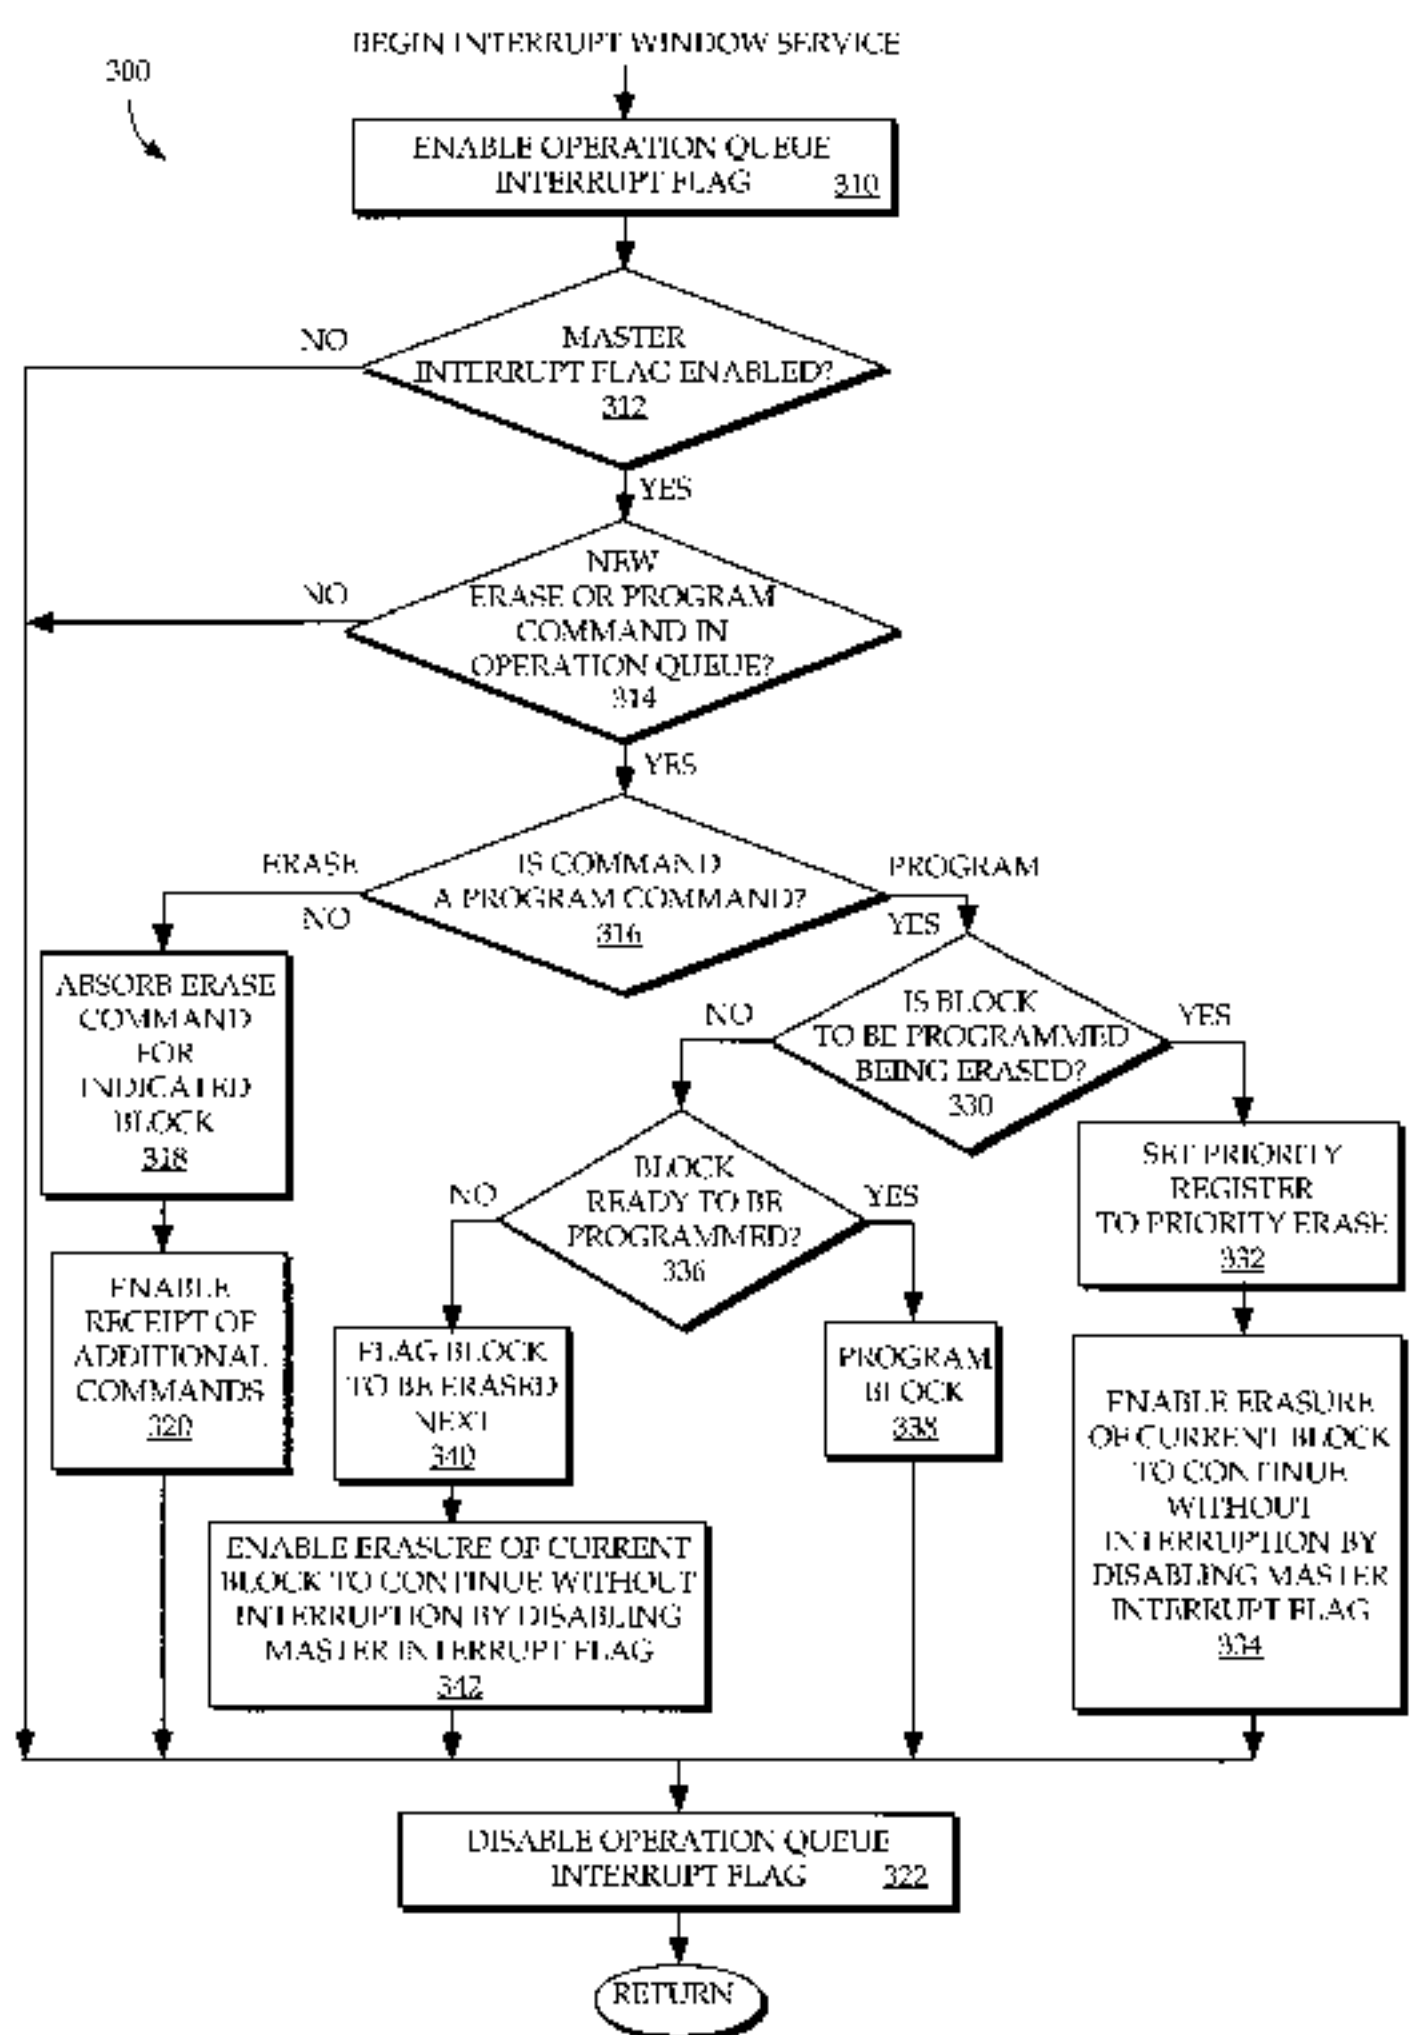 BEGIN INTERRUPT WINDOW SERVICE
300
ENABLE OPERATION QUEUE
INTERRUPT FLAG 310
NO
MASTER
INTERRUPT FLAG ENABLED?
312
YES
NEW
ERASE OR PROGRAM
COMMAND IN
OPERATION QUEUE?
314
NO
YES
ERASE
NO
IS COMMAND
A PROGRAM COMMAND?
316
PROGRAM
YES
ABSORB ERASE
COMMAND
FOR
INDICATED
BLOCK
318
NO
IS BLOCK
TO BE PROGRAMMED
BEING ERASED?
330
YES
NO
BLOCK
READY TO BE
PROGRAMMED?
336
YES
SET PRIORITY
REGISTER
TO PRIORITY ERASE
332
ENABLE
RECEIPT OF
ADDITIONAL
COMMANDS
320
FLAG BLOCK
TO BE ERASED
NEXT
340
PROGRAM
BLOCK
338
ENABLE ERASURE
OF CURRENT BLOCK
TO CONTINUE
WITHOUT
INTERRUPTION BY
DISABLING MASTER
INTERRUPT FLAG
334
ENABLE ERASURE OF CURRENT
BLOCK TO CONTINUE WITHOUT
INTERRUPTION BY DISABLING
MASTER INTERRUPT FLAG
342
DISABLE OPERATION QUEUE
INTERRUPT FLAG 322
RETURN